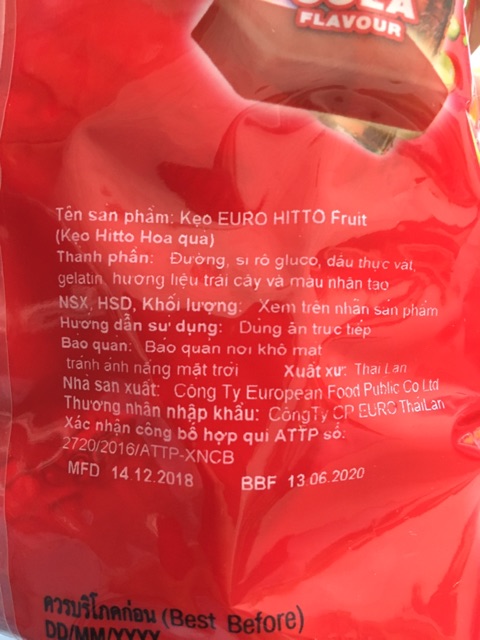 COLA
FLAVOUR
Tên sản phẩm: Kẹo EURO HITTO Fruit
(Kẹo Hitto Hoa quả)
Thành phần: Đường, si rô gluco, dầu thực vật,
gelatin, hương liệu trái cây và màu nhân tạo
NSX, HSD, Khối lượng: Xem trên nhãn sản phẩm
Hướng dẫn sử dụng: Dùng ăn trực tiếp
Bảo quản: Bảo quản nơi khô mát
tránh ánh nắng mặt trời Xuất xứ: Thái Lan
Nhà sản xuất: Công Ty European Food Public Co Ltd
Thương nhân nhập khẩu: CôngTy CP EURO ThaiLan
Xác nhận công bố hợp qui ATTP số:
2720/2016/ATTP-XNCB
MFD 14.12.2018 BBF 13.06.2020
ควรบริโภคก่อน (Best Before)
DD/MM/YYYY